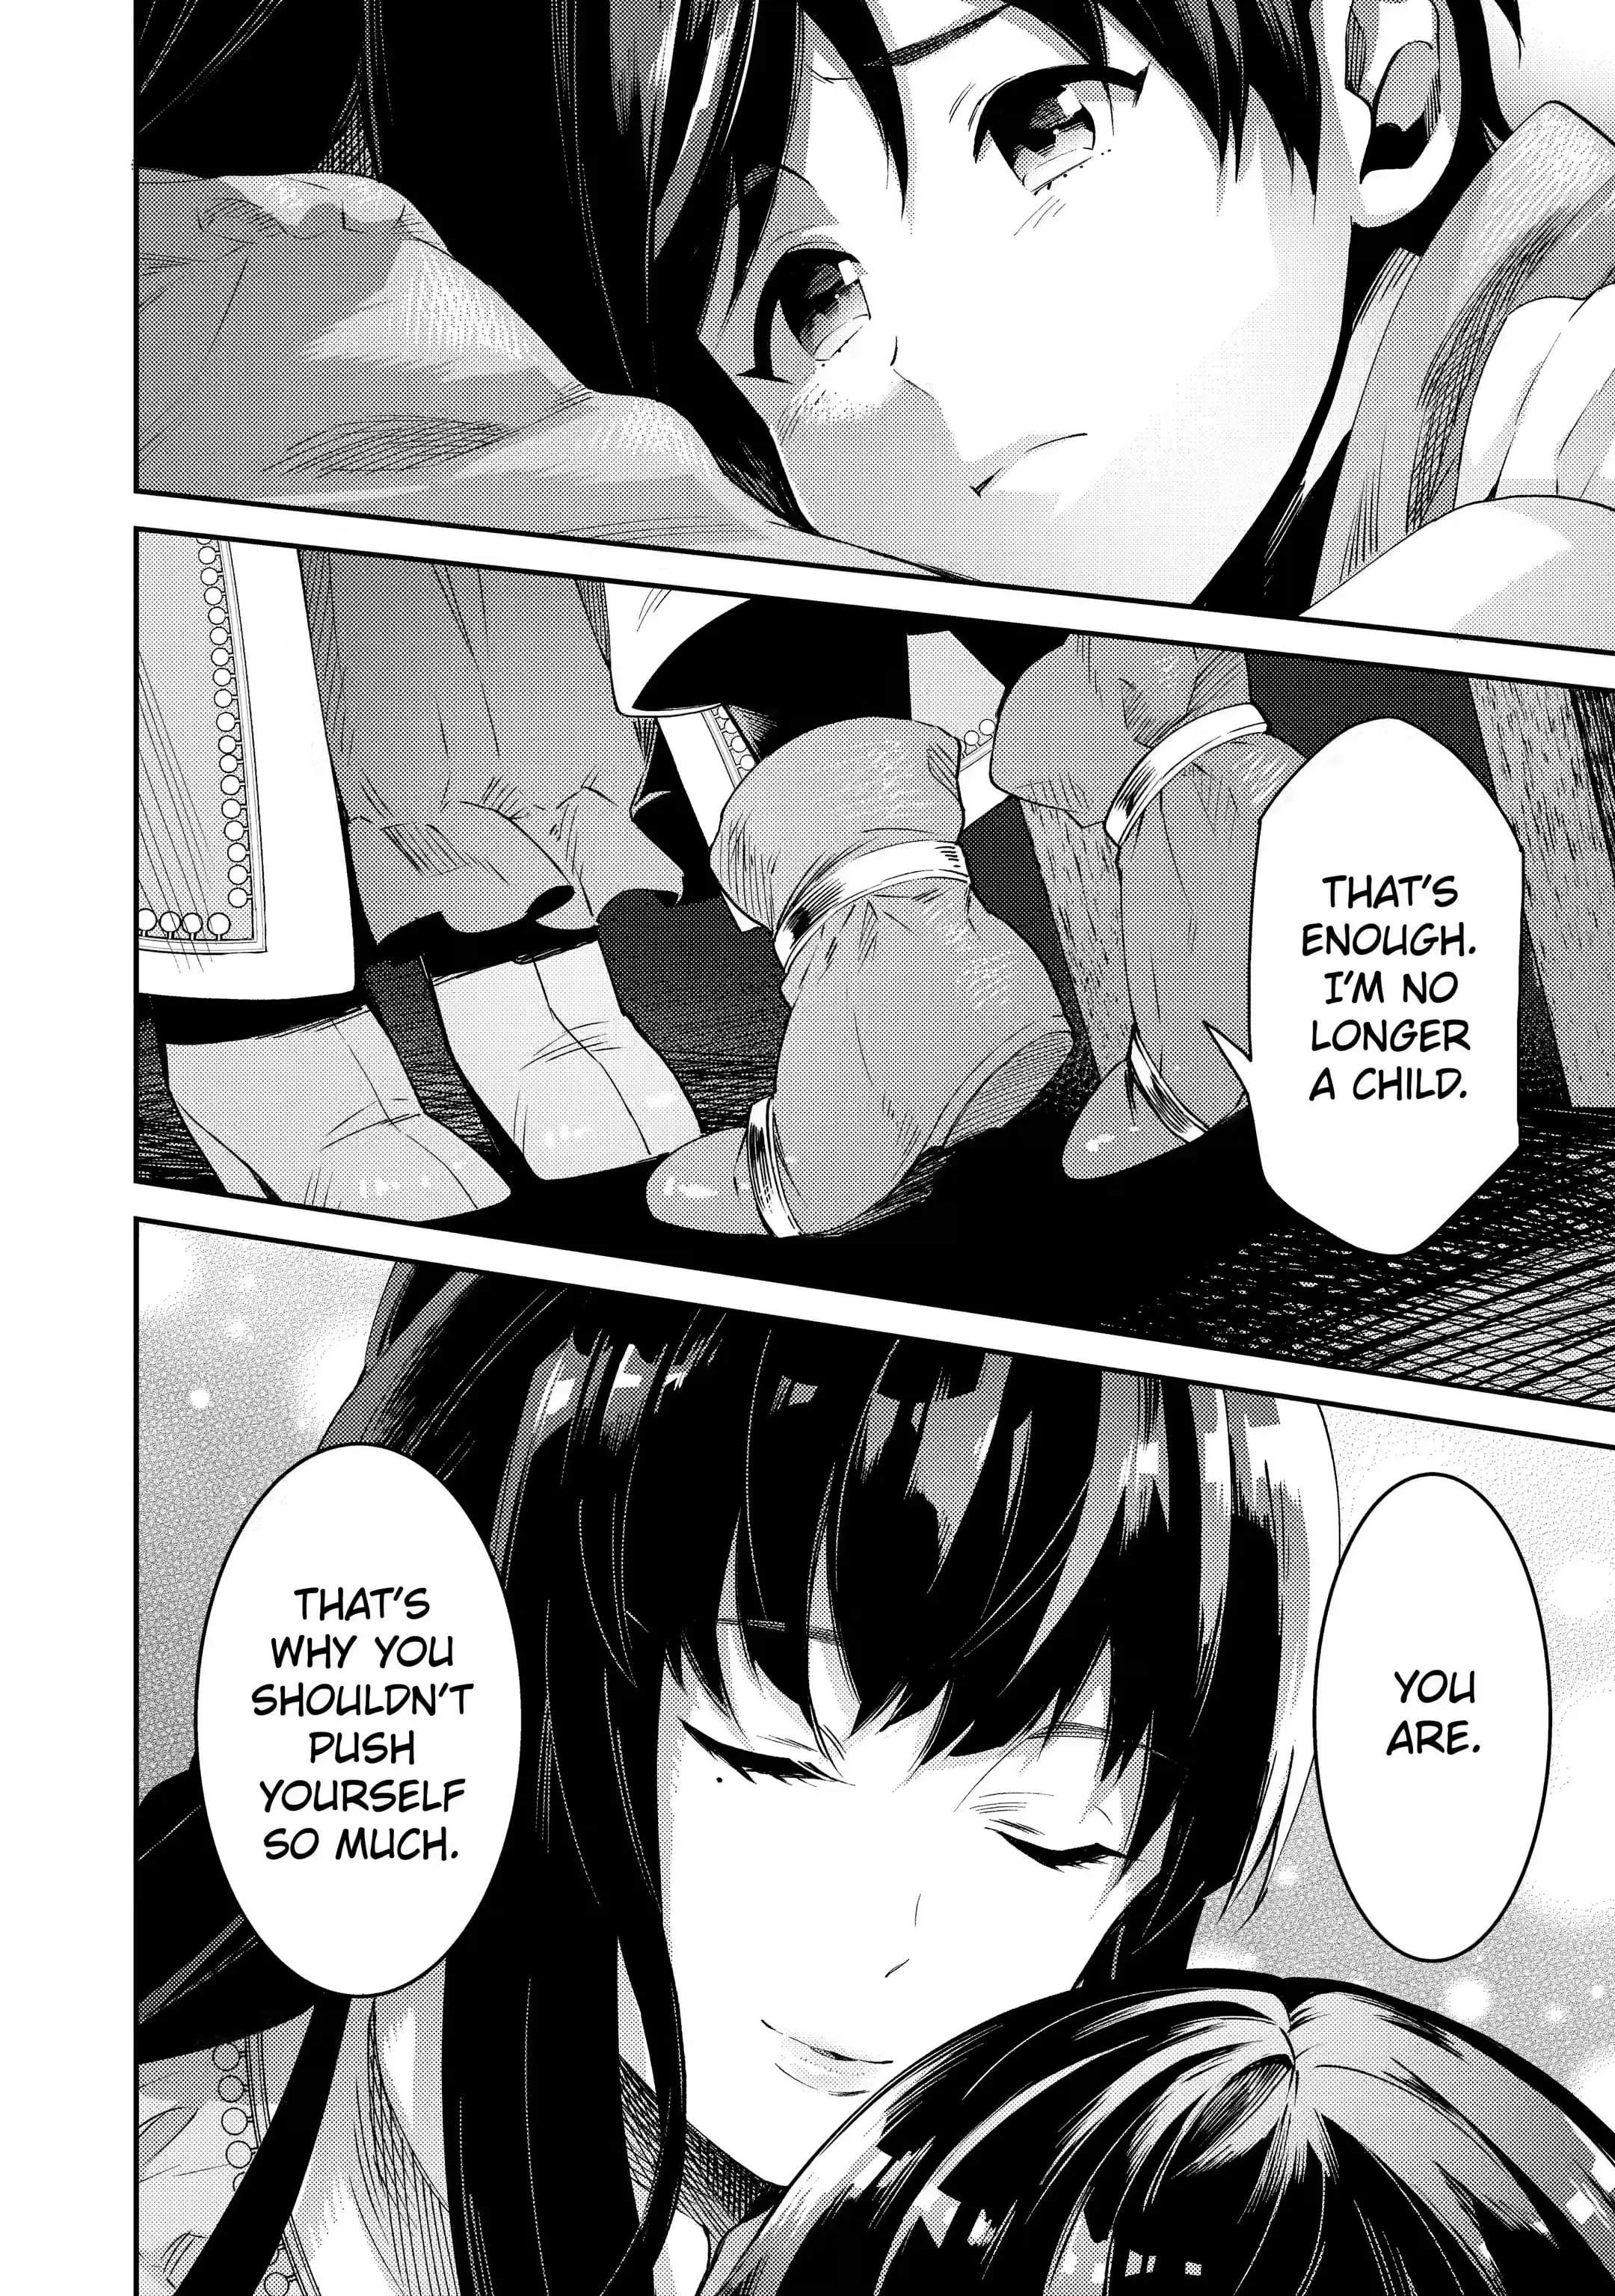 THAT'S
ENOUGH.
I'M NO
LONGER
A CHILD.
YOU
ARE.
THAT'S
WHY YOU
SHOULDN'T
PUSH
YOURSELF
SO MUCH.